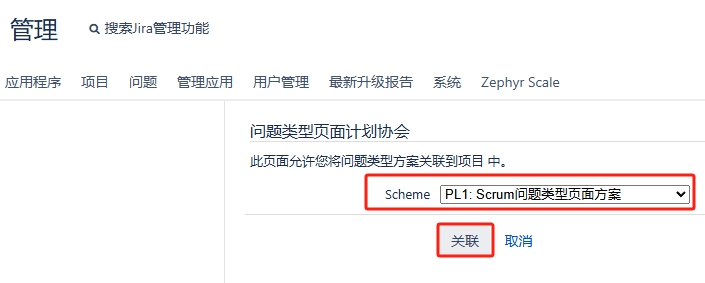 管理 搜索Jira管理功能
应用程序 项目 问题 管理应用 用户管理 最新升级报告 系统 Zephyr Scale
问题类型页面计划协会
此页面允许您将问题类型方案关联到项目 中。
Scheme PL1: Scrum问题类型页面方案
关联 取消